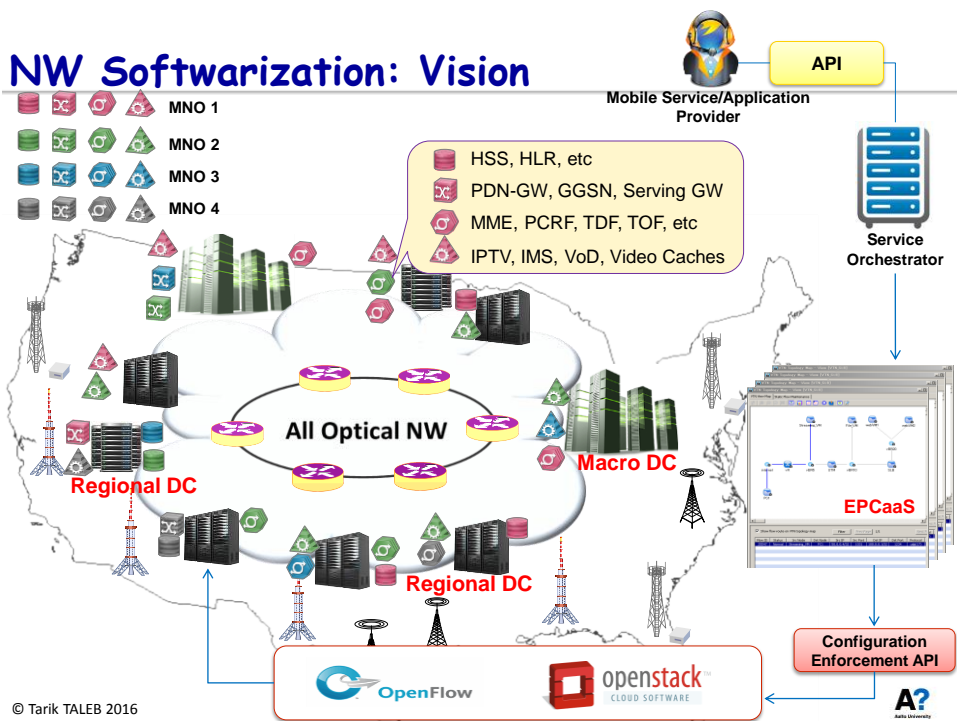 NW Softwarization: Vision
API
Mobile Service/Application
Provider
MNO 1
MNO 2
MNO 3
MNO 4
HSS, HLR, etc
PDN-GW, GGSN, Serving GW
MME, PCRF, TDF, TOF, etc
IPTV, IMS, VoD, Video Caches
Service
Orchestrator
All Optical NW
Macro DC
Regional DC
EPCaaS
Regional DC
Configuration
Enforcement API
OpenFlow
openstack
CLOUD SOFTWARE
© Tarik TALEB 2016
A?
Aalto University